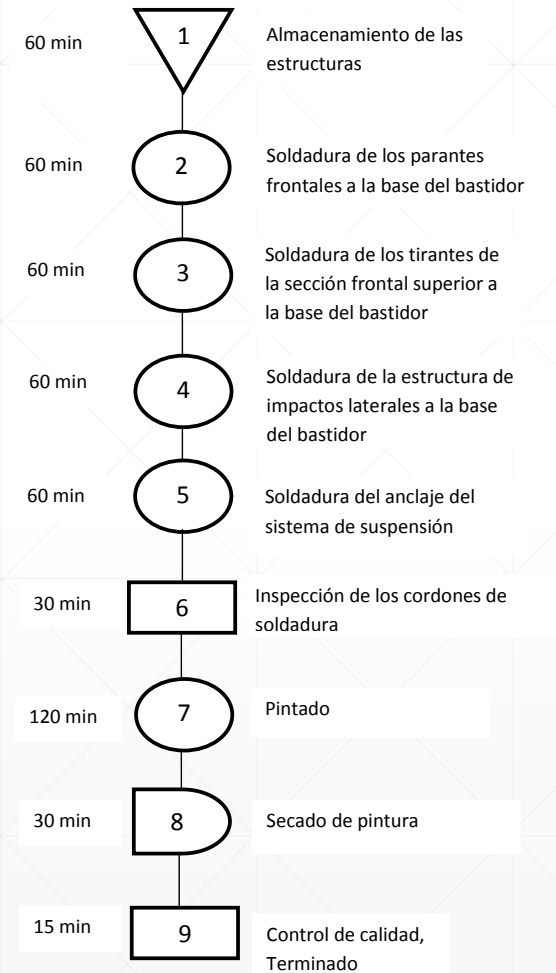 60 min
1
Almacenamiento de las
estructuras
60 min
2
Soldadura de los parantes
frontales a la base del bastidor
60 min
3
Soldadura de los tirantes de
la sección frontal superior a
la base del bastidor
60 min
4
Soldadura de la estructura de
impactos laterales a la base
del bastidor
60 min
5
Soldadura del anclaje del
sistema de suspensión
30 min
6
Inspección de los cordones de
soldadura
120 min
7
Pintado
30 min
8
Secado de pintura
15 min
9
Control de calidad,
Terminado